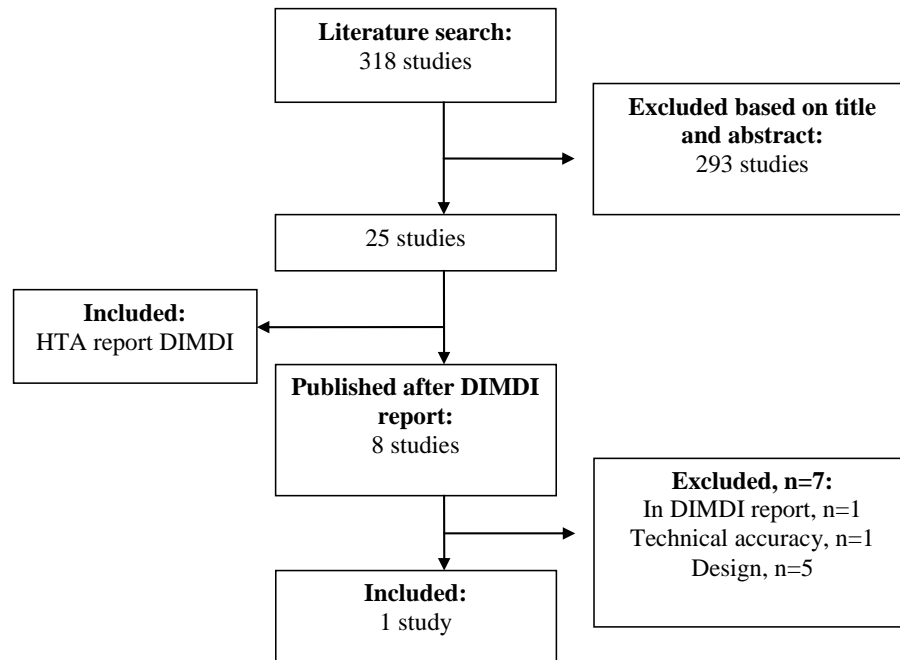 Literature search:
318 studies
Excluded based on title
and abstract:
293 studies
25 studies
Included:
HTA report DIMDI
Published after DIMDI
report:
8 studies
Excluded, n=7:
In DIMDI report, n=1
Technical accuracy, n=1
Design, n=5
Included:
1 study